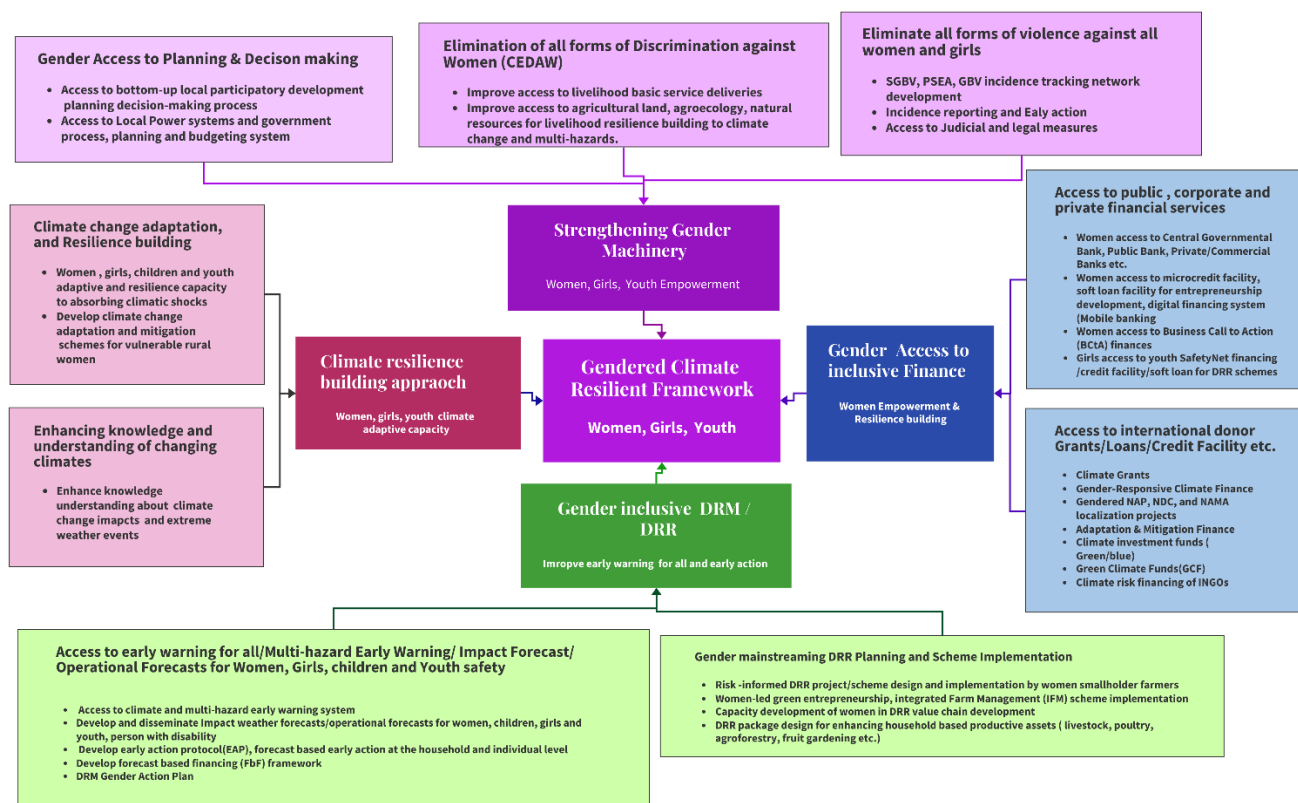 Gender Access to Planning & Decison making
• Access to bottom-up local participatory development
planning decision-making process
• Access to Local Power systems and government
process, planning and budgeting system
Elimination of all forms of Discrimination against
Women (CEDAW)
• Improve access to livelihood basic service deliveries
• Improve access to agricultural land, agroecology, natural
resources for livelihood resilience building to climate
change and multi-hazards.
Eliminate all forms of violence against all
women and girls
• SGBV, PSEA, GBV incidence tracking network
development
• Incidence reporting and Ealy action
• Access to Judicial and legal measures
Climate change adaptation,
and Resilience building
• Women , girls, children and youth
adaptive and resilience capacity
to absorbing climatic shocks
• Develop climate change
adaptation and mitigation
schemes for vulnerable rural
women
Strengthening Gender
Machinery
Women, Girls, Youth Empowerment
Access to public , corporate and
private financial services
• Women access to Central Governmental
Bank, Public Bank, Private/Commercial
Banks etc.
• Women access to microcredit facility,
soft loan facility for entrepreneurship
development, digital financing system
(Mobile banking
• Women access to Business Call to Action
(BCtA) finances
• Girls access to youth SafetyNet financing
/credit facility/soft loan for DRR schemes
Climate resilience
building appraoch
Women, girls, youth climate
adaptive capacity
Gendered Climate
Resilient Framework
Women, Girls, Youth
Gender Access to
inclusive Finance
Women Empowerment &
Resilience building
Enhancing knowledge and
understanding of changing
climates
• Enhance knowledge
understanding about climate
change imapcts and extreme
weather events
Gender inclusive DRM /
DRR
Imropve early warning for all and early action
Access to international donor
Grants/Loans/Credit Facility etc.
• Climate Grants
• Gender-Responsive Climate Finance
• Gendered NAP, NDC, and NAMA
localization projects
• Adaptation & Mitigation Finance
• Climate investment funds (
Green/blue)
• Green Climate Funds(GCF)
• Climate risk financing of INGOs
Access to early warning for all/Multi-hazard Early Warning/ Impact Forecast/
Operational Forecasts for Women, Girls, children and Youth safety
• Access to climate and multi-hazard early warning system
• Develop and disseminate Impact weather forecasts/operational forecasts for women, children, girls and
youth, person with disability
• Develop early action protocol(EAP), forecast based early action at the household and individual level
• Develop forecast based financing (FbF) framework
• DRM Gender Action Plan
Gender mainstreaming DRR Planning and Scheme Implementation
• Risk -informed DRR project/scheme design and implementation by women smallholder farmers
• Women-led green entrepreneurship, integrated Farm Management (IFM) scheme implementation
• Capacity development of women in DRR value chain development
• DRR package design for enhancing household based productive assets ( livestock, poultry,
agroforestry, fruit gardening etc.)